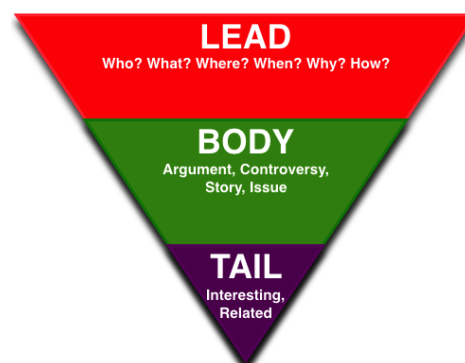 LEAD
Who? What? Where? When? Why? How?
BODY
Argument, Controversy,
Story, Issue
TAIL
Interesting,
Related